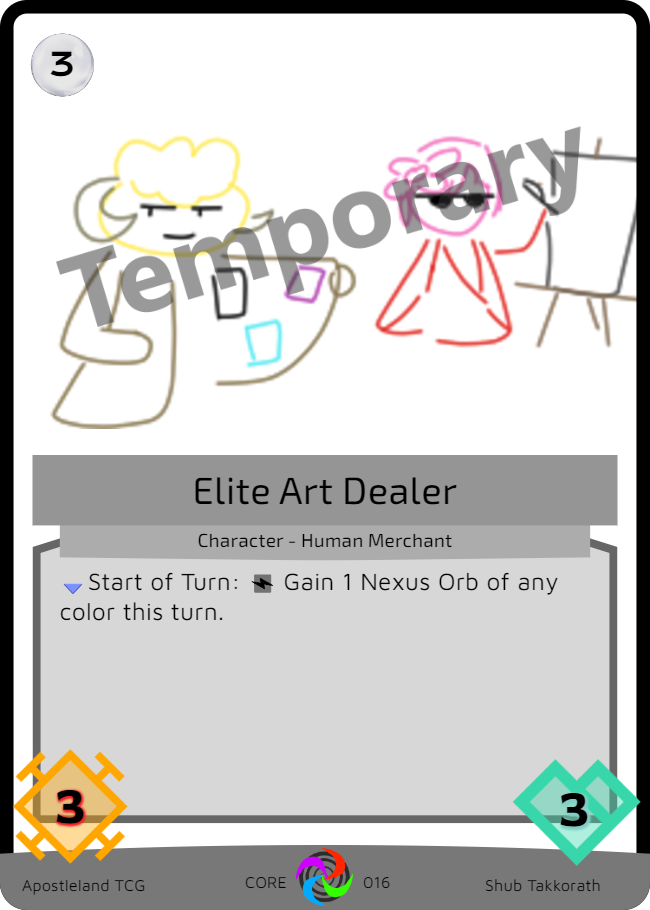 3
Temporary
Elite Art Dealer
Character - Human Merchant
Start of Turn: Gain 1 Nexus Orb of any
color this turn.
3
3
Apostleland TCG
CORE 016
Shub Takkorath